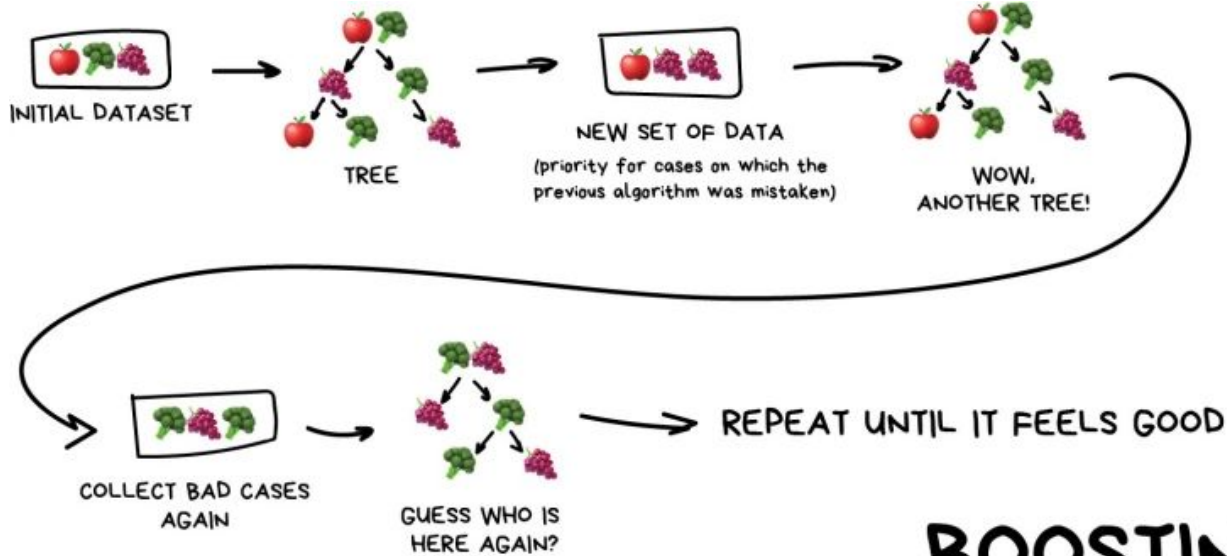 INITIAL DATASET
TREE
NEW SET OF DATA
(priority for cases on which the
previous algorithm was mistaken)
WOW,
ANOTHER TREE!
COLLECT BAD CASES
AGAIN
GUESS WHO IS
HERE AGAIN?
REPEAT UNTIL IT FEELS GOOD